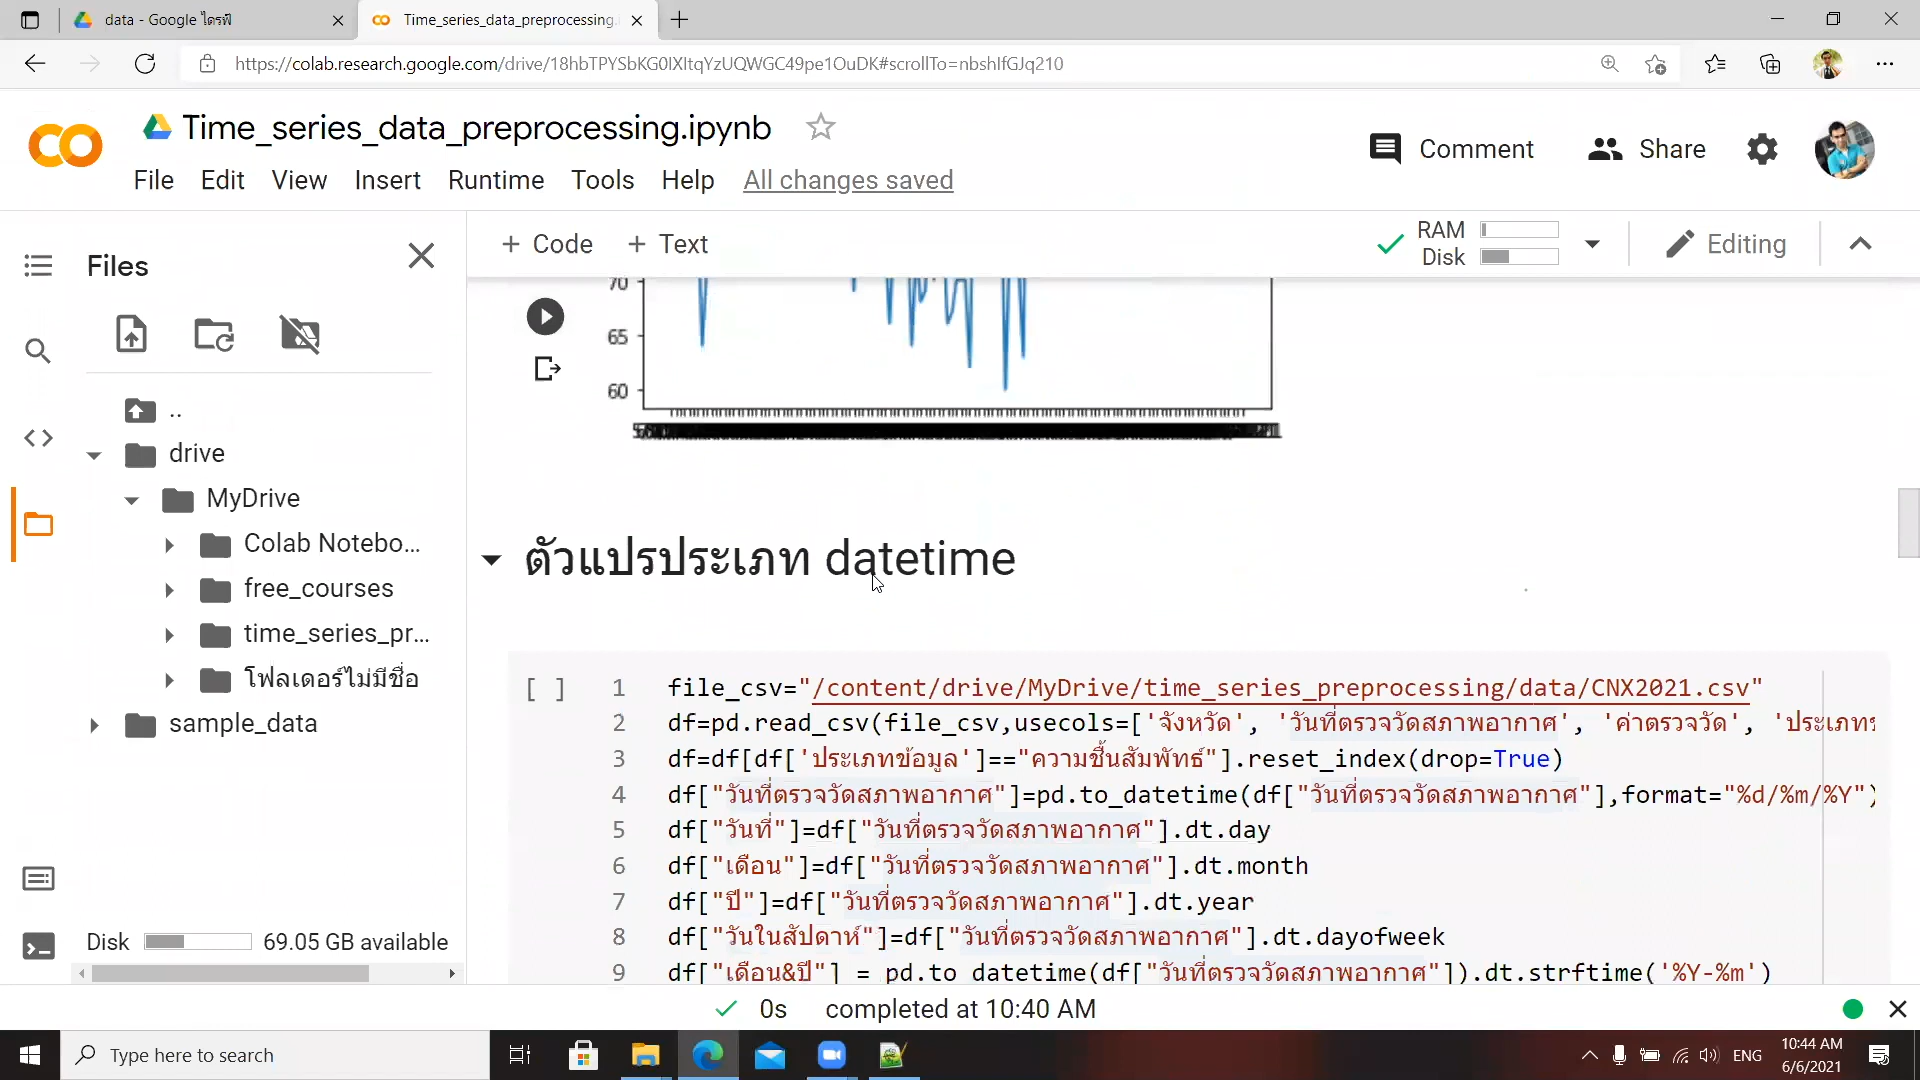 data - Google ไดรฟ์
Time_series_data_preprocessing.
https://colab.research.google.com/drive/18hbTPYSbKG0IXItqYzUQWGC49pe1OuDK#scrollTo=nbshIfGJq210
Time_series_data_preprocessing.ipynb
Comment
Share
File Edit View Insert Runtime Tools Help All changes saved
Files
+ Code + Text
RAM
Disk
Editing
70
65
60
..
drive
MyDrive
Colab Notebo...
free_courses
time_series_pr...
โฟลเดอร์ไม่มีชื่อ
sample_data
ตัวแปรประเภท datetime
[ ]
1 file_csv="/content/drive/MyDrive/time_series_preprocessing/data/CNX2021.csv"
2 df=pd.read_csv(file_csv,usecols=['จังหวัด', 'วันที่ตรวจวัดสภาพอากาศ', 'ค่าตรวจวัด', 'ประเภท
3 df=df[df['ประเภทข้อมูล']=="ความชื้นสัมพัทธ์"].reset_index(drop=True)
4 df["วันที่ตรวจวัดสภาพอากาศ"]=pd.to_datetime(df["วันที่ตรวจวัดสภาพอากาศ"],format="%d/%m/%Y")
5 df["วันที่"]=df["วันที่ตรวจวัดสภาพอากาศ"].dt.day
6 df["เดือน"]=df["วันที่ตรวจวัดสภาพอากาศ"].dt.month
7 df["ปี"]=df["วันที่ตรวจวัดสภาพอากาศ"].dt.year
8 df["วันในสัปดาห์"]=df["วันที่ตรวจวัดสภาพอากาศ"].dt.dayofweek
9 df["เดือน&ปี"] = pd.to_datetime(df["วันที่ตรวจวัดสภาพอากาศ"]).dt.strftime('%Y-%m')
Disk 69.05 GB available
0s completed at 10:40 AM
Type here to search
ENG
10:44 AM
6/6/2021